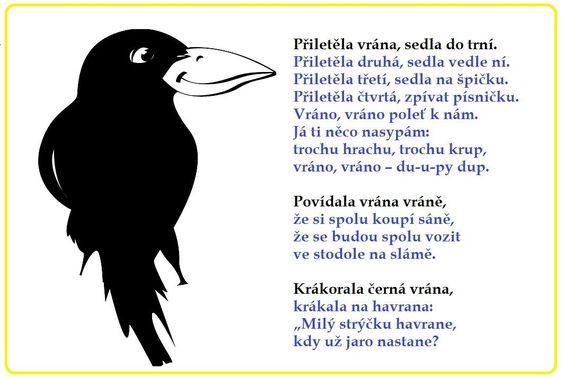 Přiletěla vrána, sedla do trní.
Přiletěla druhá, sedla vedle ní.
Přiletěla třetí, sedla na špičku.
Přiletěla čtvrtá, zpívat písničku.
Vráno, vráno poleť k nám.
Já ti něco nasypám:
trochu hrachu, trochu krup,
vráno, vráno – du-u-py dup.
Povídala vrána vráně,
že si spolu koupí sáně,
že se budou spolu vozit
ve stodole na slámě.
Krákorala černá vrána,
krákala na havrana:
„Milý strýčku havrane,
kdy už jaro nastane?